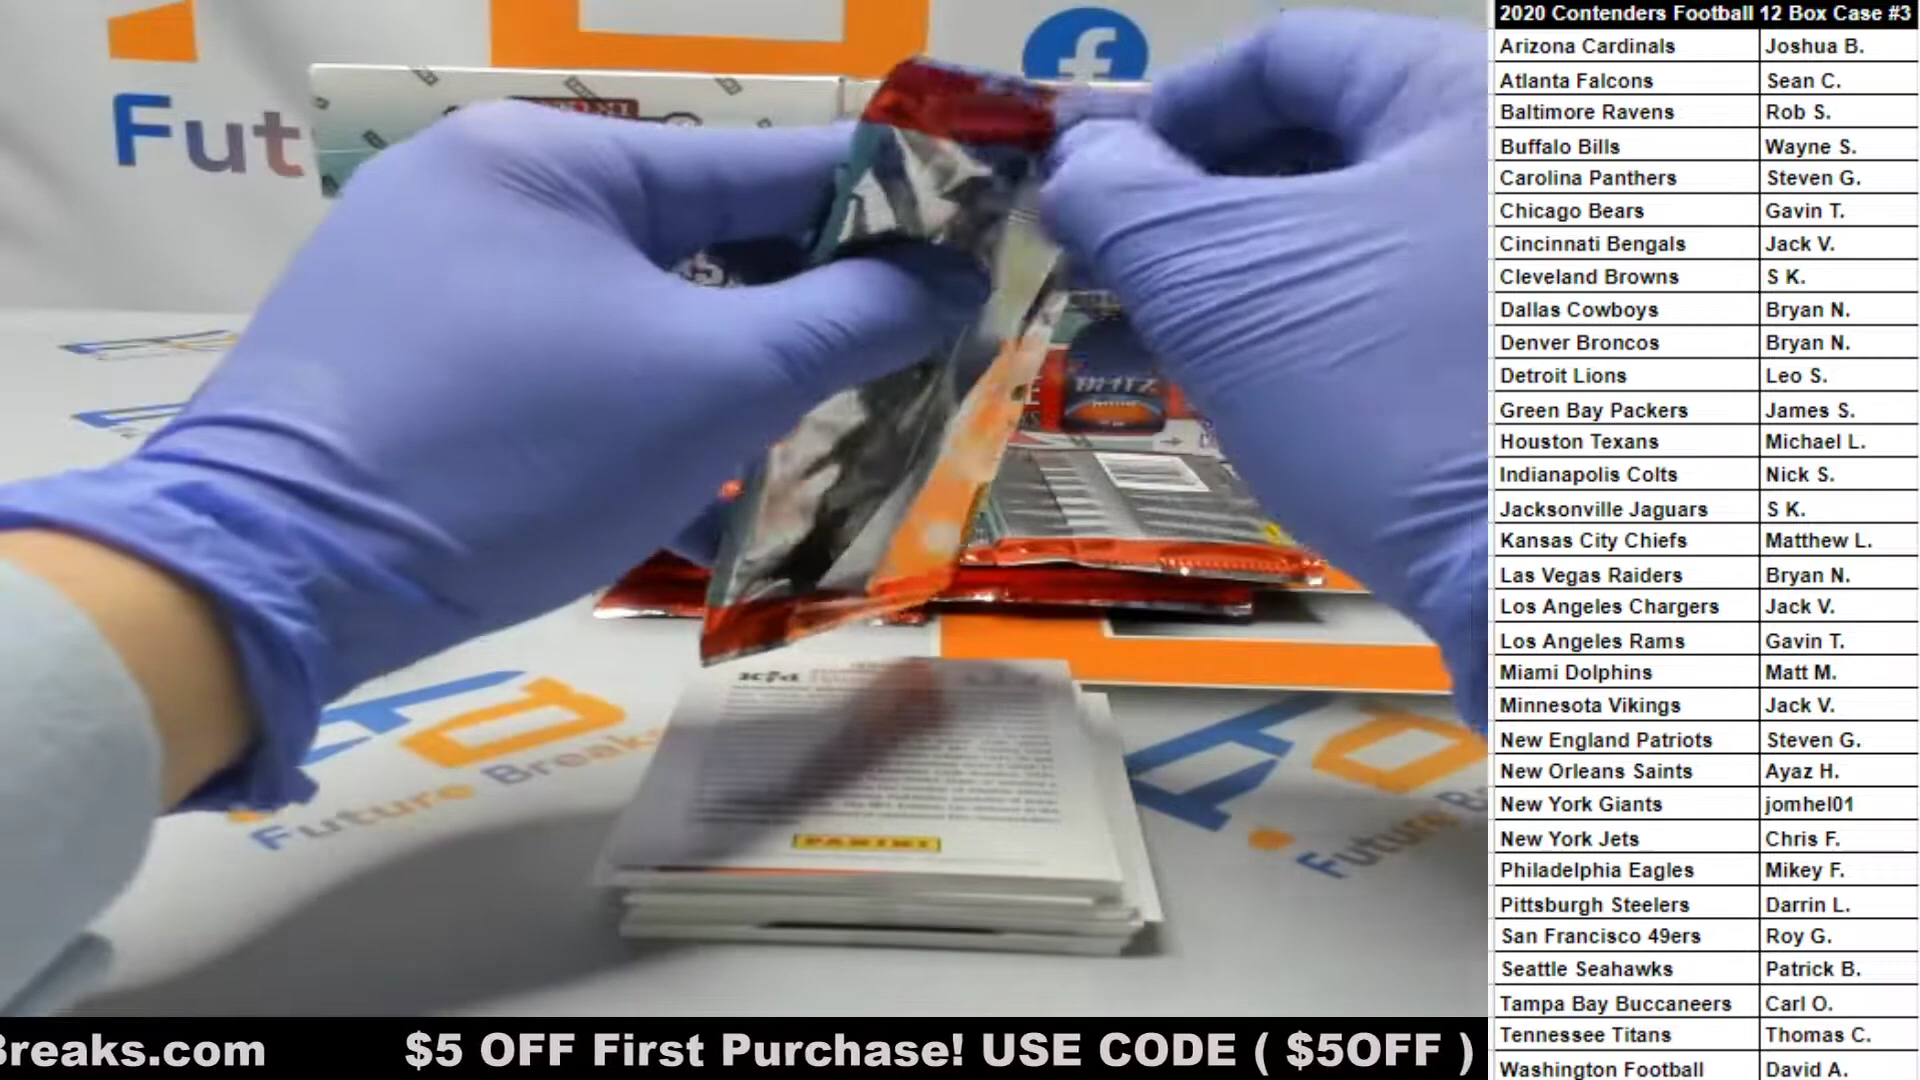 Fut
PANINI
BLITZ
PANINI
Future Breaks
Future B
Breaks.com
$5 OFF First Purchase! USE CODE ( $5OFF )
2020 Contenders Football 12 Box Case #3
Arizona Cardinals Joshua B.
Atlanta Falcons Sean C.
Baltimore Ravens Rob S.
Buffalo Bills Wayne S.
Carolina Panthers Steven G.
Chicago Bears Gavin T.
Cincinnati Bengals Jack V.
Cleveland Browns S K.
Dallas Cowboys Bryan N.
Denver Broncos Bryan N.
Detroit Lions Leo S.
Green Bay Packers James S.
Houston Texans Michael L.
Indianapolis Colts Nick S.
Jacksonville Jaguars S K.
Kansas City Chiefs Matthew L.
Las Vegas Raiders Bryan N.
Los Angeles Chargers Jack V.
Los Angeles Rams Gavin T.
Miami Dolphins Matt M.
Minnesota Vikings Jack V.
New England Patriots Steven G.
New Orleans Saints Ayaz H.
New York Giants jomhel01
New York Jets Chris F.
Philadelphia Eagles Mikey F.
Pittsburgh Steelers Darrin L.
San Francisco 49ers Roy G.
Seattle Seahawks Patrick B.
Tampa Bay Buccaneers Carl O.
Tennessee Titans Thomas C.
Washington Football David A.